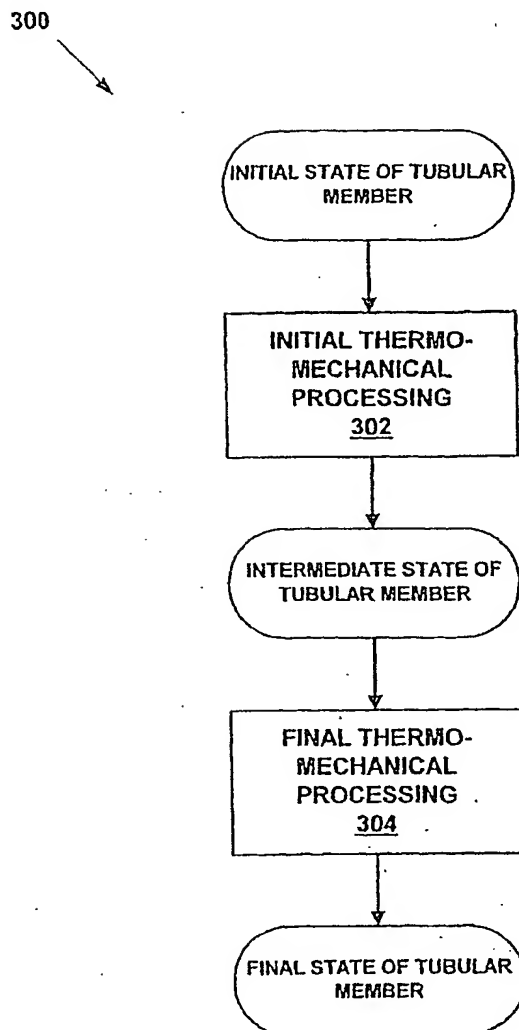 300
INITIAL STATE OF TUBULAR
MEMBER
INITIAL THERMO-
MECHANICAL
PROCESSING
302
INTERMEDIATE STATE OF
TUBULAR MEMBER
FINAL THERMO-
MECHANICAL
PROCESSING
304
FINAL STATE OF TUBULAR
MEMBER